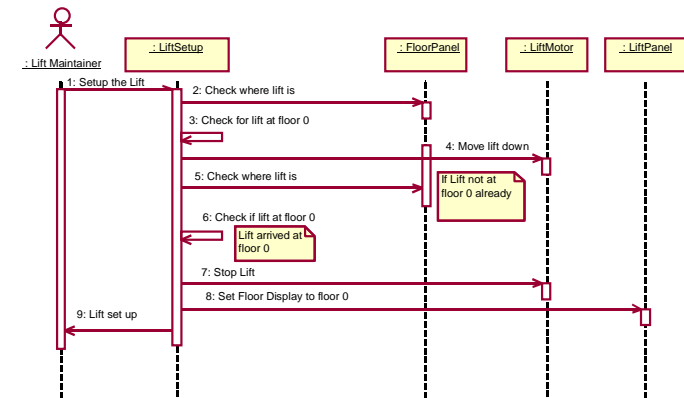 : LiftSetup
: FloorPanel
: LiftMotor
: LiftPanel
: Lift Maintainer
1: Setup the Lift
2: Check where lift is
3: Check for lift at floor 0
4: Move lift down
5: Check where lift is
If Lift not at
floor 0 already
6: Check if lift at floor 0
Lift arrived at
floor 0
7: Stop Lift
8: Set Floor Display to floor 0
9: Lift set up